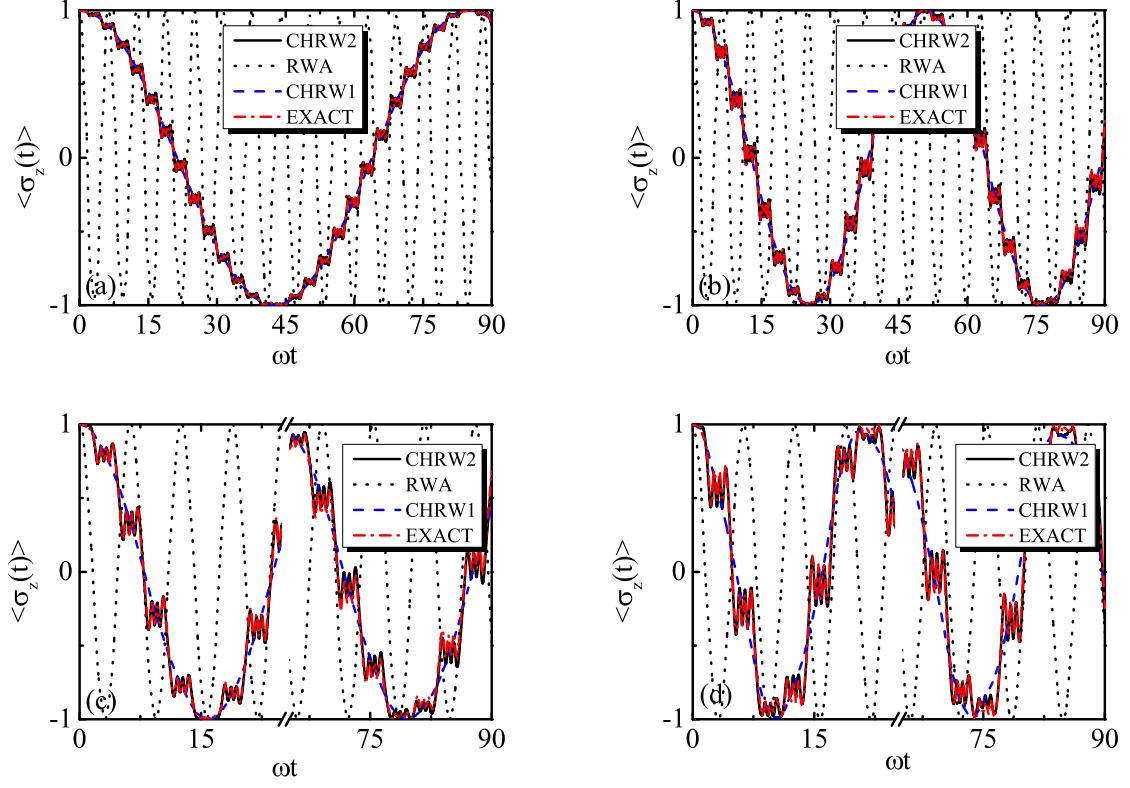 1
0
-1
<σz(t)>
CHRW2
RWA
CHRW1
EXACT
(a)
0 15 30 45 60 75 90
ωt
1
0
-1
<σz(t)>
CHRW2
RWA
CHRW1
EXACT
(b)
0 15 30 45 60 75 90
ωt
1
0
-1
<σz(t)>
CHRW2
RWA
CHRW1
EXACT
(c)
0 15 75 90
ωt
1
0
-1
<σz(t)>
CHRW2
RWA
CHRW1
EXACT
(d)
0 15 75 90
ωt